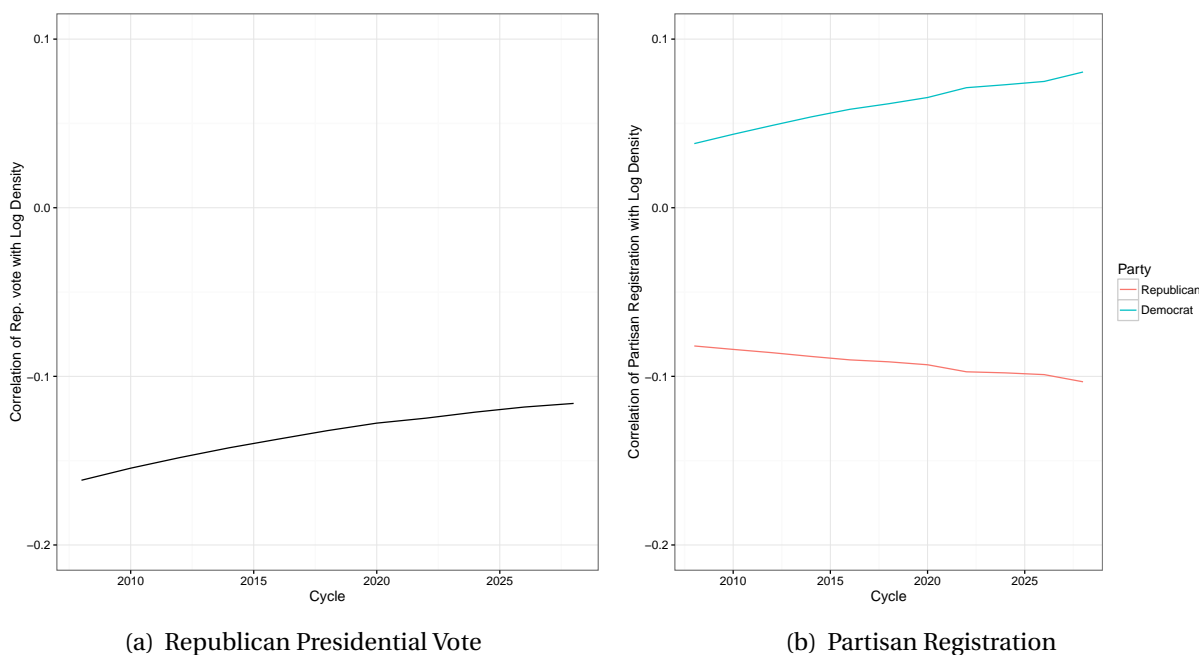 Correlation of Rep. vote with Log Density
0.1
0.0
−0.1
−0.2
2010 2015 2020 2025
Cycle
(a) Republican Presidential Vote
Correlation of Partisan Registration with Log Density
0.1
0.0
−0.1
−0.2
2010 2015 2020 2025
Cycle
Party
Republican
Democrat
(b) Partisan Registration